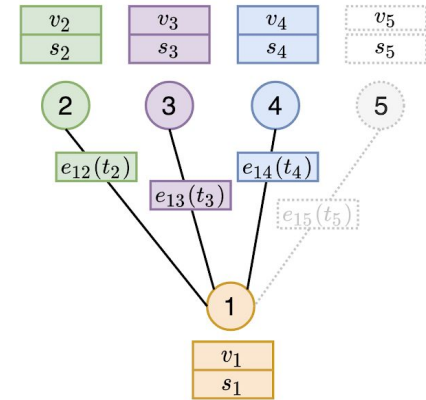 v₂ v₃ v₄ v₅
s₂ s₃ s₄ s₅
2 3 4 5
e₁₂(t₂)
e₁₃(t₃)
e₁₄(t₄)
e₁₅(t₅)
1
v₁
s₁